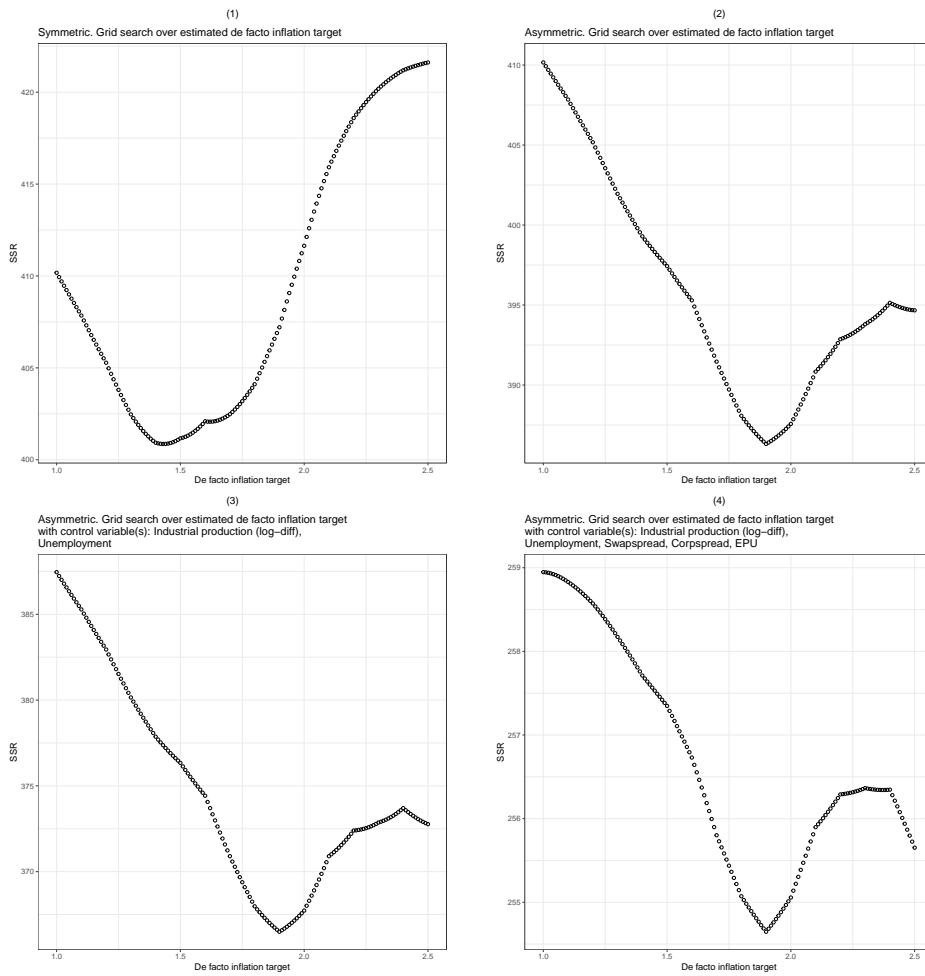 (1)
Symmetric. Grid search over estimated de facto inflation target
420
415
410
405
400
SSR
1.0
1.5
2.0
2.5
De facto inflation target
(2)
Asymmetric. Grid search over estimated de facto inflation target
410
405
400
395
390
SSR
1.0
1.5
2.0
2.5
De facto inflation target
(3)
Asymmetric. Grid search over estimated de facto inflation target
with control variable(s): Industrial production (log−diff),
Unemployment
385
380
375
370
SSR
1.0
1.5
2.0
2.5
De facto inflation target
(4)
Asymmetric. Grid search over estimated de facto inflation target
with control variable(s): Industrial production (log−diff),
Unemployment, Swapspread, Corpspread, EPU
259
258
257
256
255
SSR
1.0
1.5
2.0
2.5
De facto inflation target